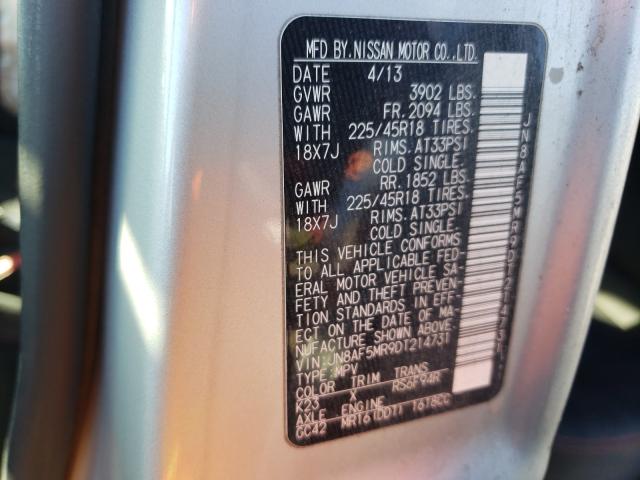 MFD BY.NISSAN MOTOR CO.,LTD.
DATE 4/13
GVWR 3902 LBS.
GAWR FR. 2094 LBS.
WITH 225/45R18 TIRES.
18X7J RIMS. AT33PSI
COLD SINGLE.
GAWR RR. 1852 LBS.
WITH 225/45R18 TIRES.
18X7J RIMS. AT33PSI
COLD SINGLE.
THIS VEHICLE CONFORMS
TO ALL APPLICABLE FED-
ERAL MOTOR VEHICLE SA-
FETY AND THEFT PREVEN-
TION STANDARDS IN EFF-
ECT ON THE DATE OF MA-
NUFACTURE SHOWN ABOVE.
VIN:JN8AF5MR9DT214731
TYPE:MPV
COLOR TRIM TRANS
K23 X RS6F94R
AXLE ENGINE
GC42 MR16(DDT) 1618CC
JN8AF5MR9DT214731